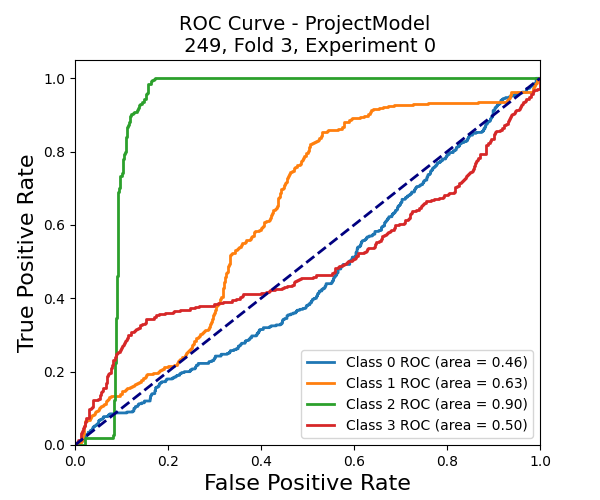 ROC Curve - ProjectModel
249, Fold 3, Experiment 0
True Positive Rate
1.0
0.8
0.6
0.4
0.2
0.0
Class 0 ROC (area = 0.46)
Class 1 ROC (area = 0.63)
Class 2 ROC (area = 0.90)
Class 3 ROC (area = 0.50)
0.0 0.2 0.4 0.6 0.8 1.0
False Positive Rate